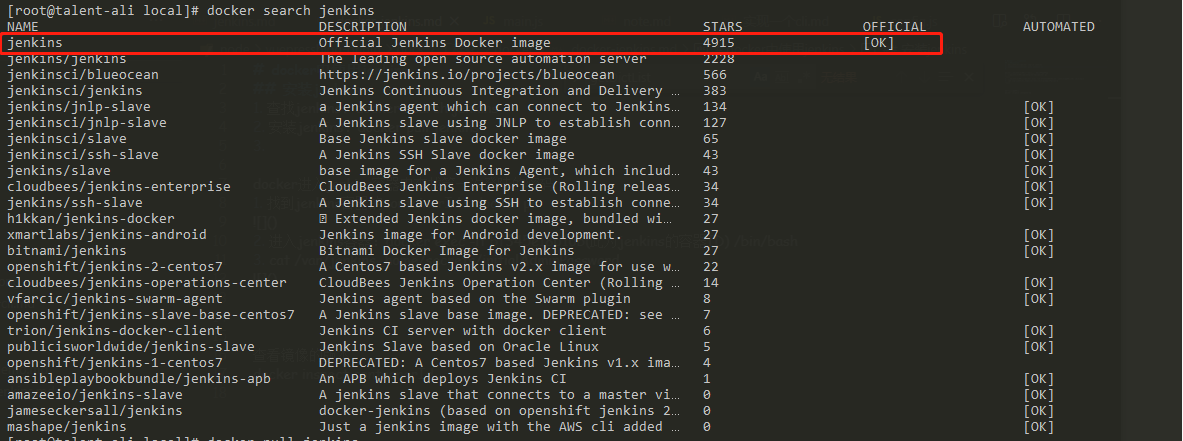 [root@talent-ali local]# docker search jenkins
NAME DESCRIPTION STARS OFFICIAL AUTOMATED
jenkins Official Jenkins Docker image 4915 [OK]
jenkins/jenkins The leading open source automation server 2228
jenkinsci/blueocean https://jenkins.io/projects/blueocean 566
jenkinsci/jenkins Jenkins Continuous Integration and Delivery … 383
jenkins/jnlp-slave a Jenkins agent which can connect to Jenkins… 134 [OK]
jenkinsci/jnlp-slave A Jenkins slave using JNLP to establish conn… 127 [OK]
jenkinsci/slave Base Jenkins slave docker image 65 [OK]
jenkinsci/ssh-slave A Jenkins SSH Slave docker image 43 [OK]
jenkins/slave base image for a Jenkins Agent, which includ… 43 [OK]
cloudbees/jenkins-enterprise CloudBees Jenkins Enterprise (Rolling releas… 34 [OK]
jenkins/ssh-slave A Jenkins slave using SSH to establish conne… 34 [OK]
h1kkan/jenkins-docker Extended Jenkins docker image, bundled wi… 27
xmartlabs/jenkins-android Jenkins image for Android development. 27 [OK]
bitnami/jenkins Bitnami Docker Image for Jenkins 27 [OK]
openshift/jenkins-2-centos7 A Centos7 based Jenkins v2.x image for use w… 22
cloudbees/jenkins-operations-center CloudBees Jenkins Operation Center (Rolling … 14 [OK]
vfarcic/jenkins-swarm-agent Jenkins agent based on the Swarm plugin 8 [OK]
openshift/jenkins-slave-base-centos7 A Jenkins slave base image. DEPRECATED: see … 7
trion/jenkins-docker-client Jenkins CI server with docker client 6 [OK]
publicisworldwide/jenkins-slave Jenkins Slave based on Oracle Linux 5 [OK]
openshift/jenkins-1-centos7 DEPRECATED: A Centos7 based Jenkins v1.x ima… 4
ansibleplaybookbundle/jenkins-apb An APB which deploys Jenkins CI 1 [OK]
amazeeio/jenkins-slave A jenkins slave that connects to a master vi… 0 [OK]
jameseckersall/jenkins docker-jenkins (based on openshift jenkins 2… 0 [OK]
mashape/jenkins Just a jenkins image with the AWS cli added … 0 [OK]
[root@talent-ali local]# docker pull jenkins